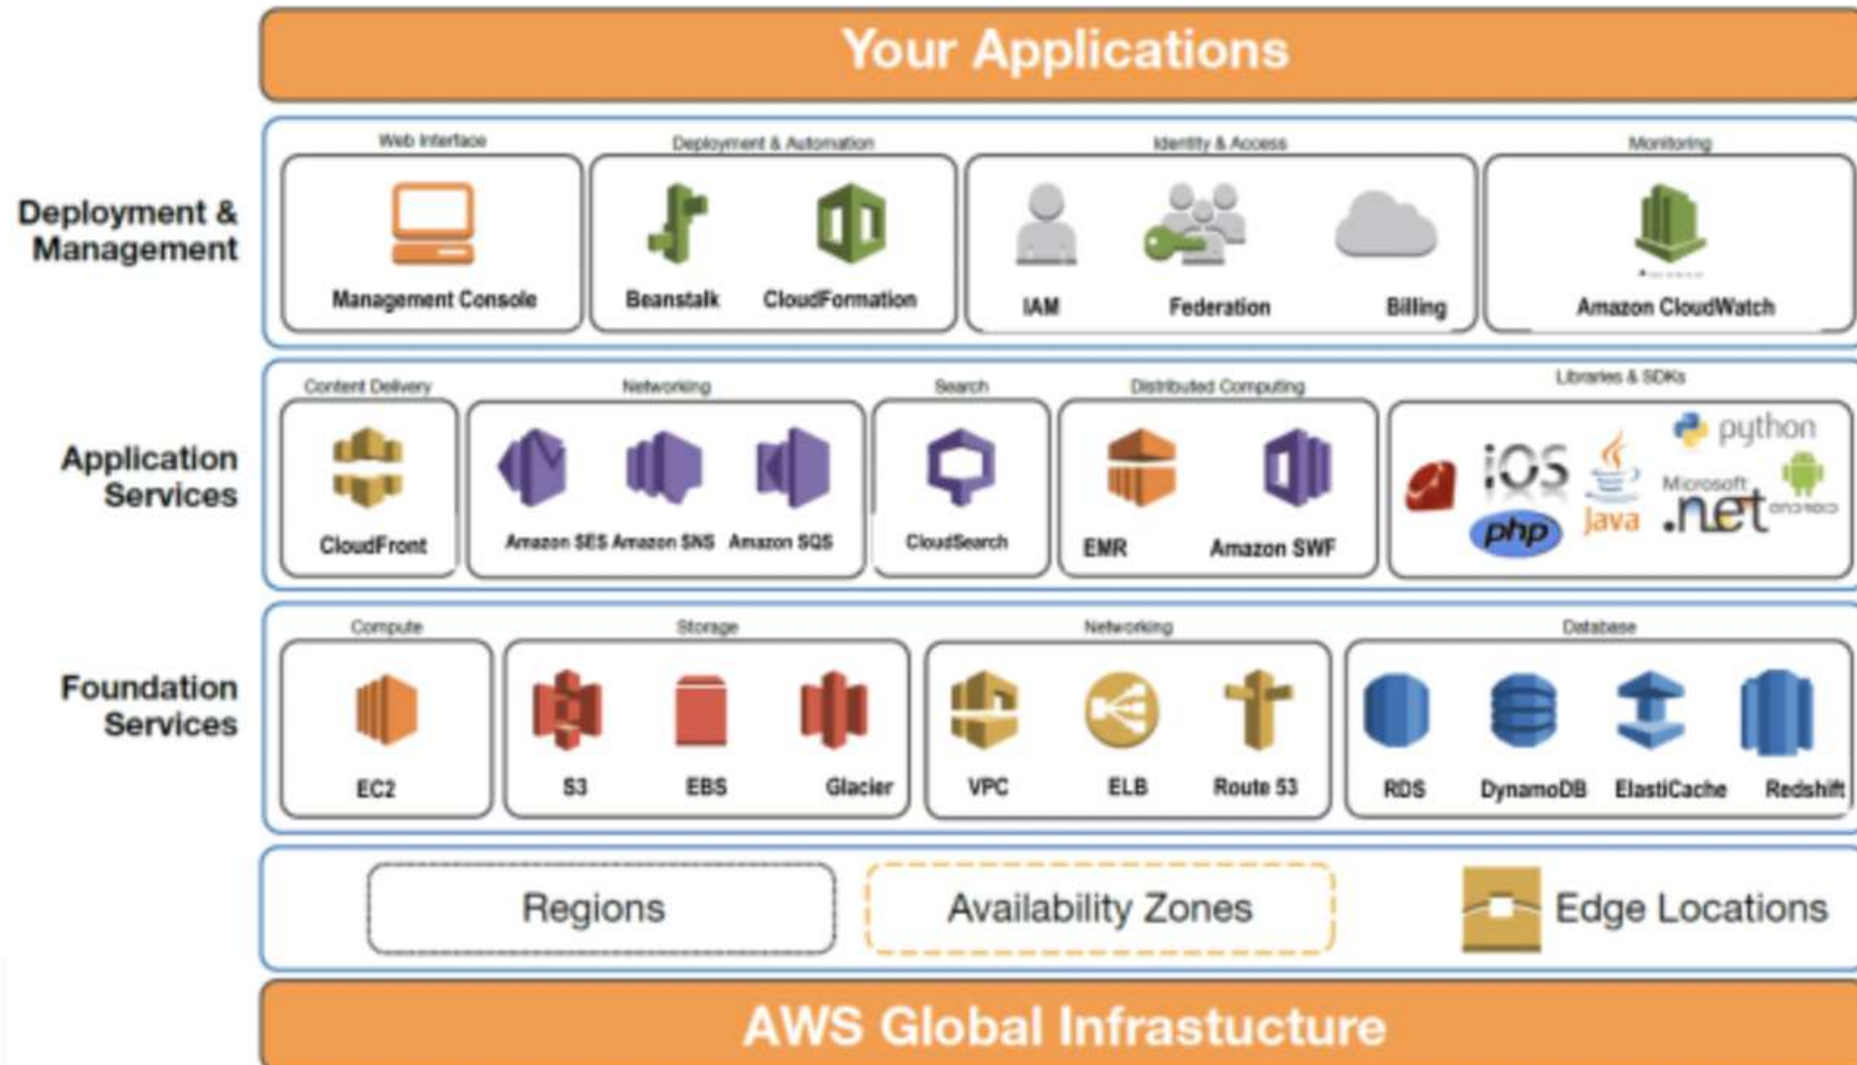 Your Applications
Deployment &
Management
Web Interface
Deployment & Automation
Identity & Access
Monitoring
Management Console
Beanstalk
CloudFormation
IAM
Federation
Billing
Amazon CloudWatch
Application
Services
Content Delivery
Networking
Search
Distributed Computing
Libraries & SDKs
CloudFront
Amazon SES
Amazon SNS
Amazon SQS
CloudSearch
EMR
Amazon SWF
iOS
php
Java
python
Microsoft
.net
android
Foundation
Services
Compute
Storage
Networking
Database
EC2
S3
EBS
Glacier
VPC
ELB
Route 53
RDS
DynamoDB
ElastiCache
Redshift
Regions
Availability Zones
Edge Locations
AWS Global Infrastucture